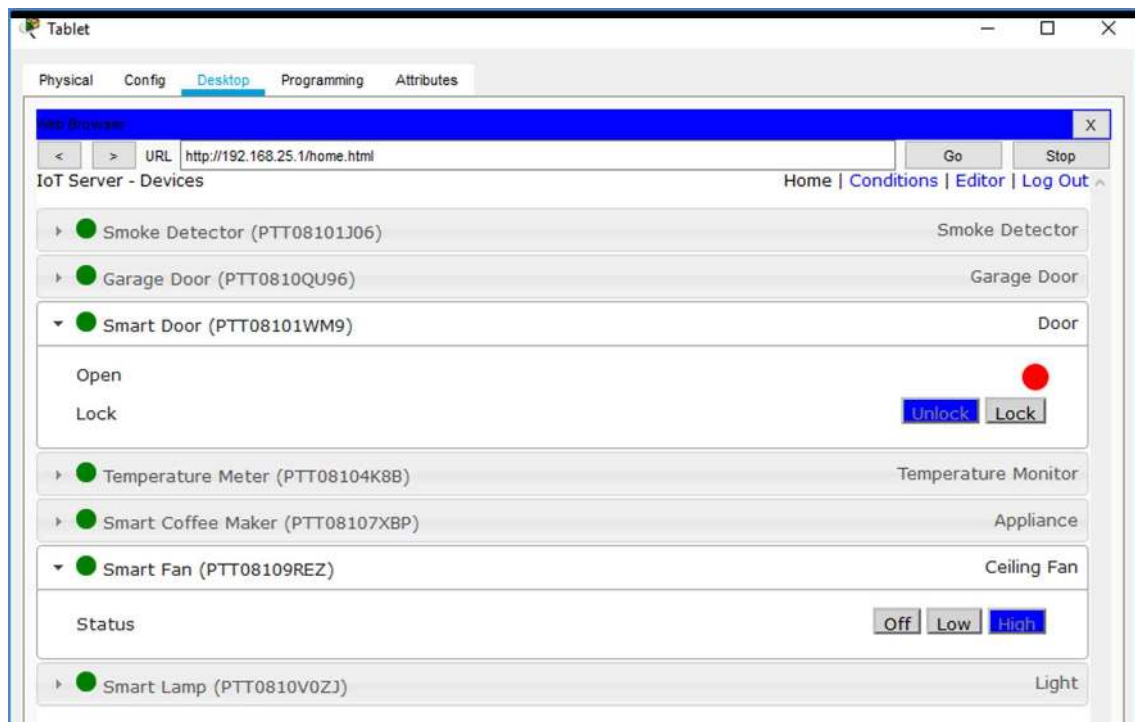 Tablet
Physical Config Desktop Programming Attributes
Web Browser X
< > URL http://192.168.25.1/home.html Go Stop
IoT Server - Devices Home | Conditions | Editor | Log Out
Smoke Detector (PTT08101J06) Smoke Detector
Garage Door (PTT0810QU96) Garage Door
Smart Door (PTT08101WM9) Door
Open
Lock Unlock Lock
Temperature Meter (PTT08104K8B) Temperature Monitor
Smart Coffee Maker (PTT08107XBP) Appliance
Smart Fan (PTT08109REZ) Ceiling Fan
Status Off Low High
Smart Lamp (PTT0810V0ZJ) Light